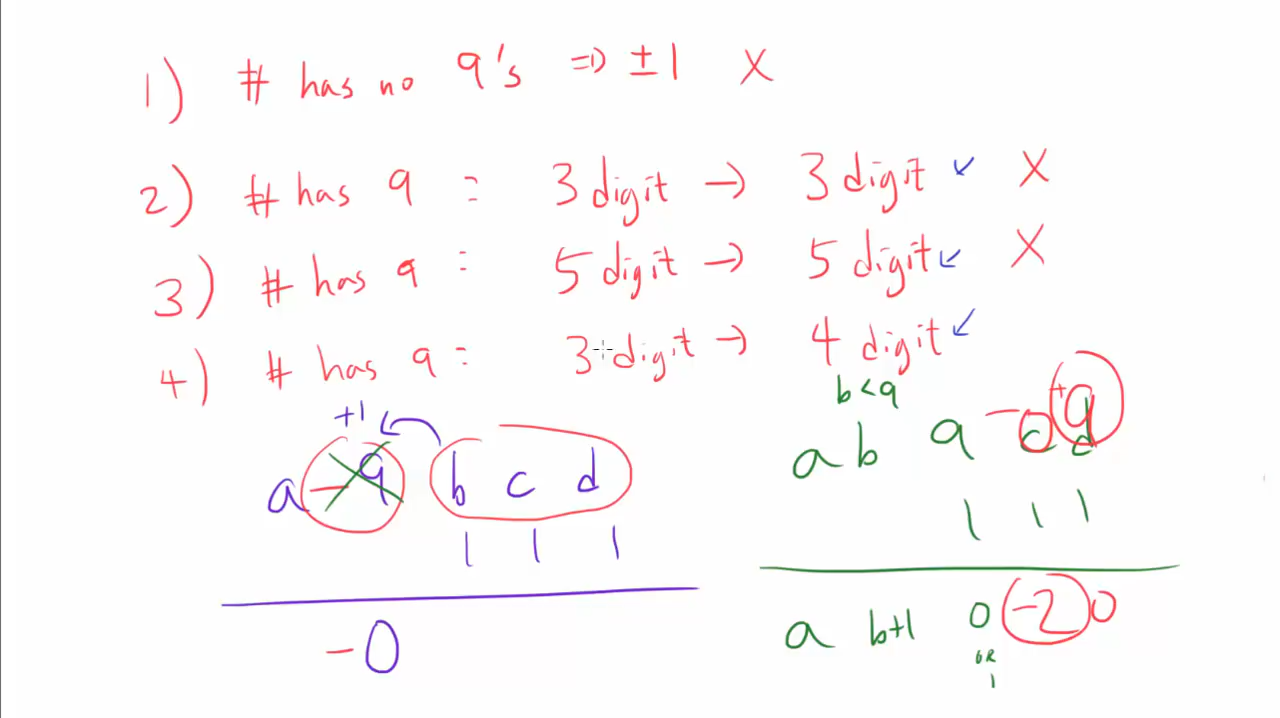 1) # has no 9's => ±1 X
2) # has 9 : 3 digit → 3 digit ↙ X
3) # has 9 : 5 digit → 5 digit ↙ X
4) # has 9 : 3 digit → 4 digit ↙
+1
a - 9 b c d
1 1 1
- 0
b < 9
+ 9
a b 9 - 0 c d
1 1 1
a b+1 0 -2 0
OR
1